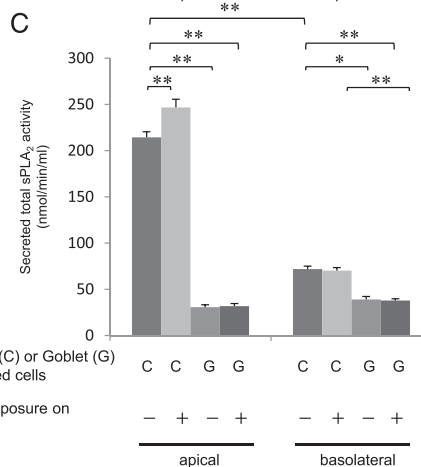 C
**
** **
** *
** **
300
250
200
150
100
50
0
Secreted total sPLA₂ activity
(nmol/min/ml)
(C) or Goblet (G)
ed cells
C C G G C C G G
posure on
− + − + − + − +
apical basolateral